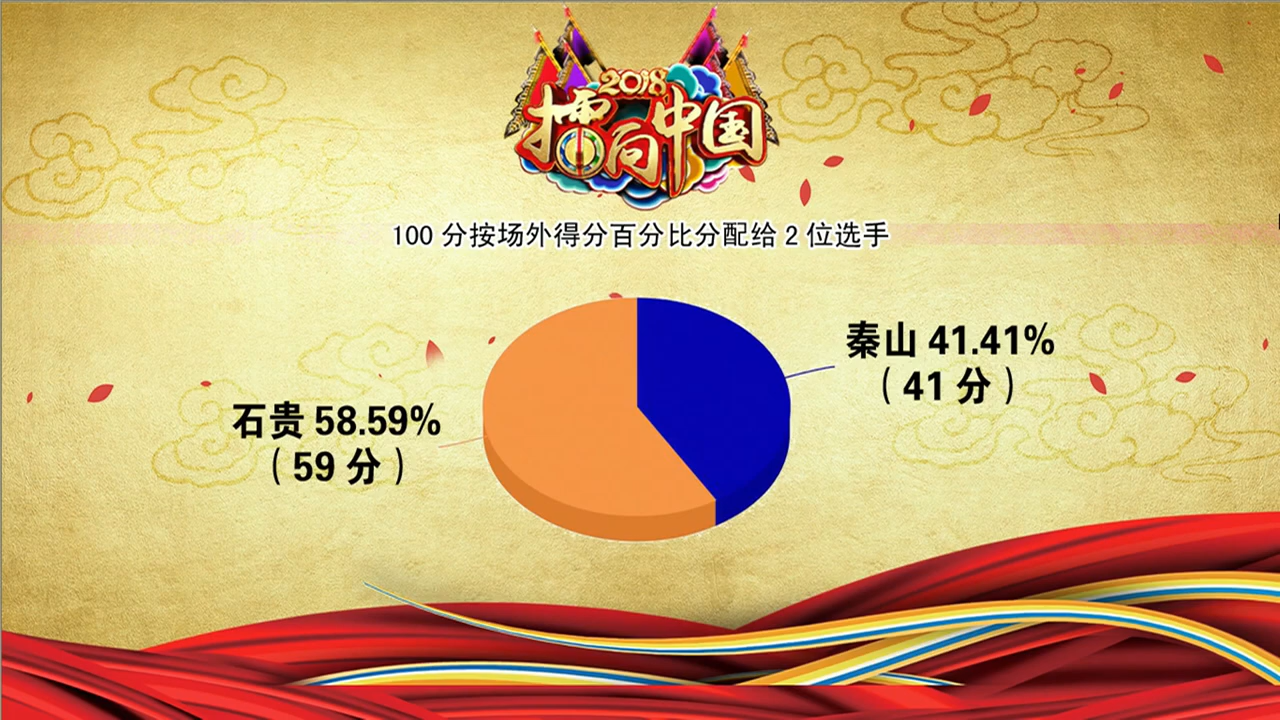 2018
擂响中国
100 分按场外得分百分比分配给 2 位选手
秦山 41.41%
（41 分）
石贵 58.59%
（59 分）